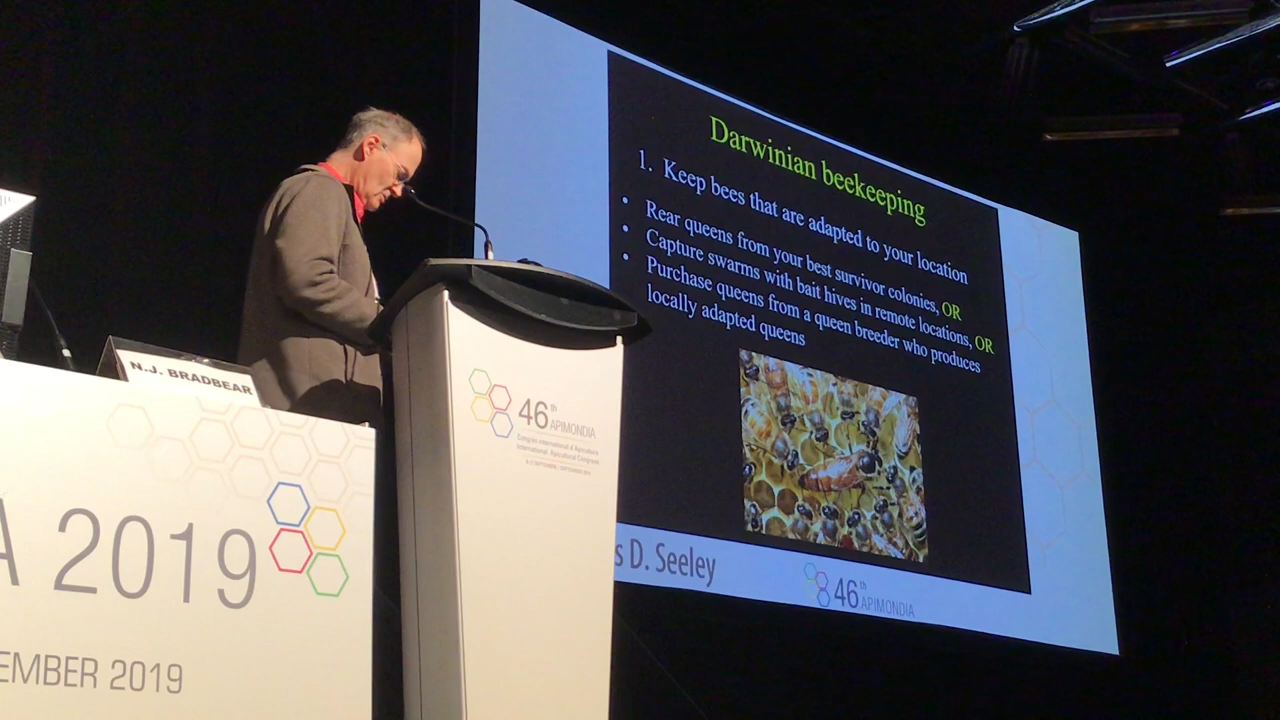 Darwinian beekeeping
1. Keep bees that are adapted to your location
• Rear queens from your best survivor colonies, OR
• Capture swarms with bait hives in remote locations, OR
• Purchase queens from a queen breeder who produces
locally adapted queens
s D. Seeley
46th APIMONDIA
N.J. BRADBEAR
46th
APIMONDIA
A 2019
EMBER 2019